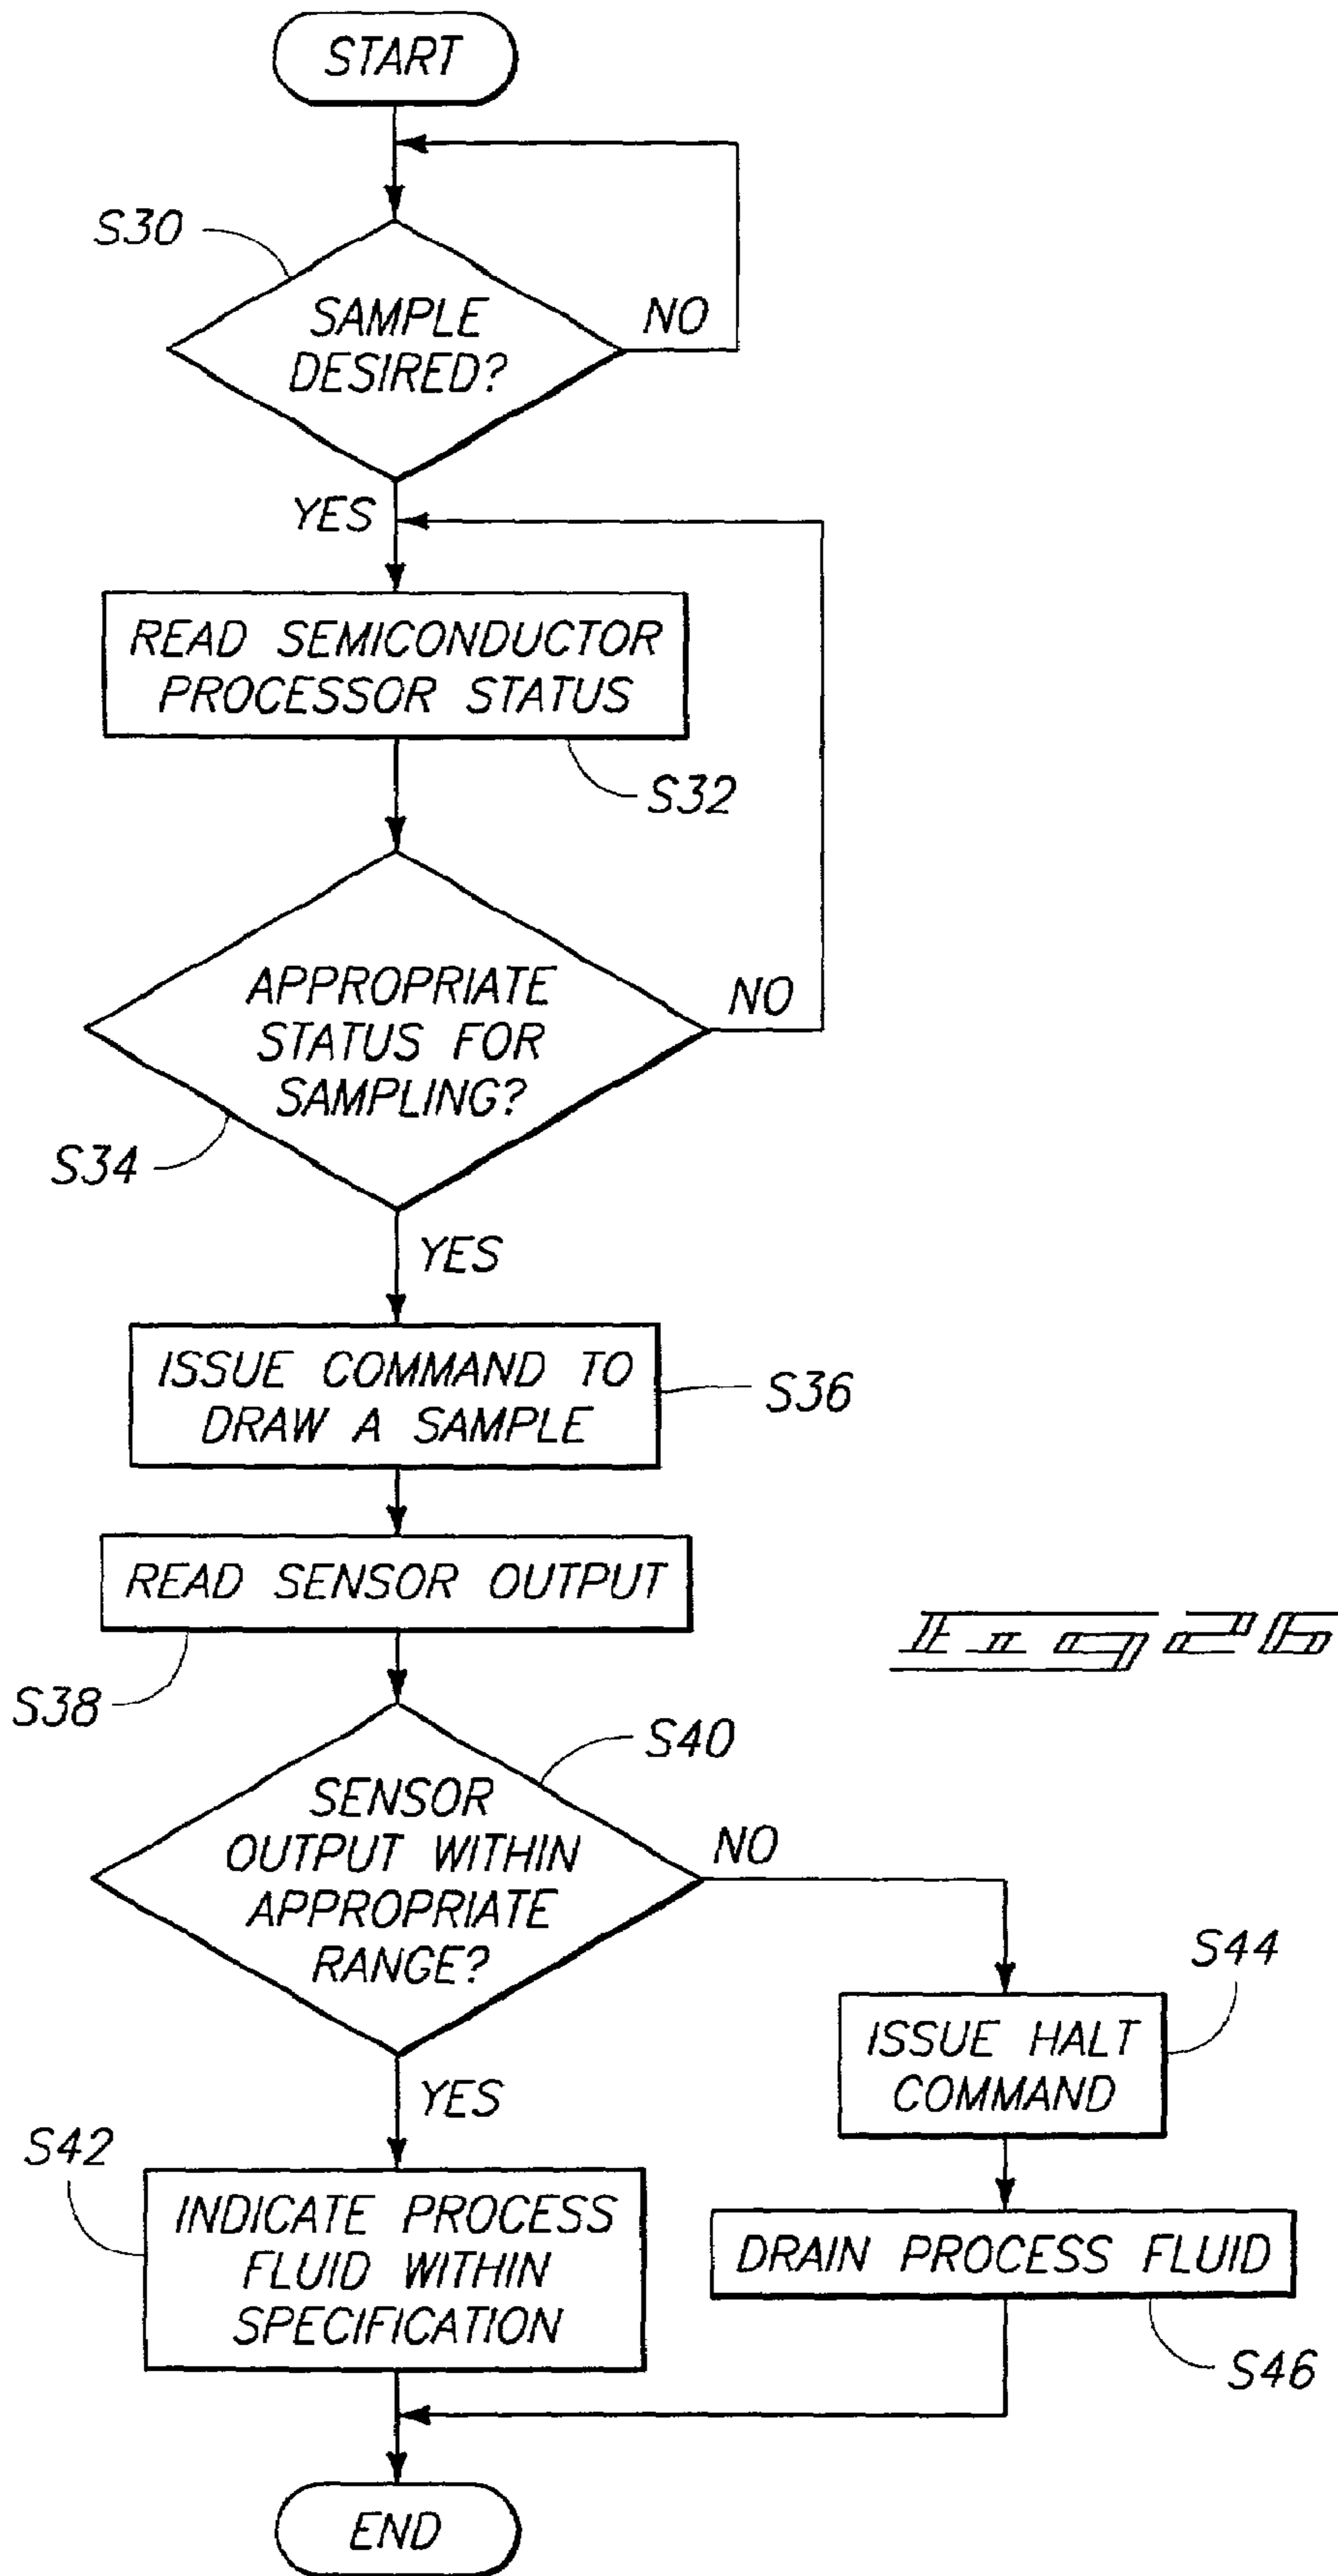 START
S30
SAMPLE
DESIRED?
NO
YES
READ SEMICONDUCTOR
PROCESSOR STATUS
S32
APPROPRIATE
STATUS FOR
SAMPLING?
NO
S34
YES
ISSUE COMMAND TO
DRAW A SAMPLE
S36
READ SENSOR OUTPUT
S38
S40
SENSOR
OUTPUT WITHIN
APPROPRIATE
RANGE?
NO
S44
ISSUE HALT
COMMAND
YES
S42
INDICATE PROCESS
FLUID WITHIN
SPECIFICATION
DRAIN PROCESS FLUID
S46
END
Fig 26